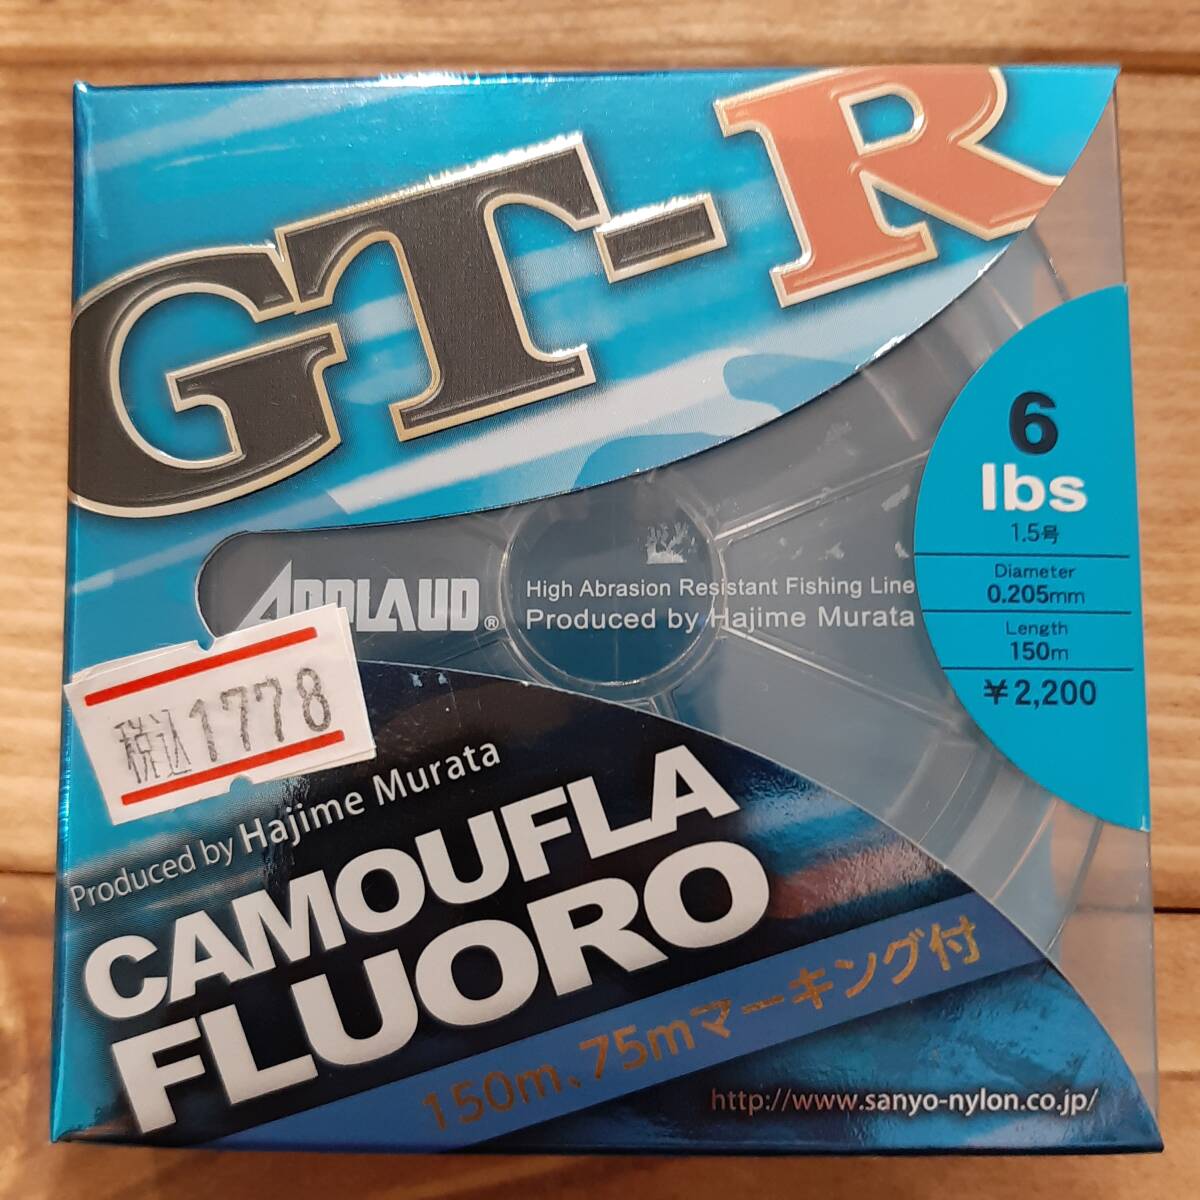 GT-R
6
lbs
1.5号
Diameter
0.205mm
Length
150m
¥2,200
APPLAUD®
High Abrasion Resistant Fishing Line
Produced by Hajime Murata
税込1778
Produced by Hajime Murata
CAMOUFLA
FLUORO
150m、75mマーキング付
http://www.sanyo-nylon.co.jp/